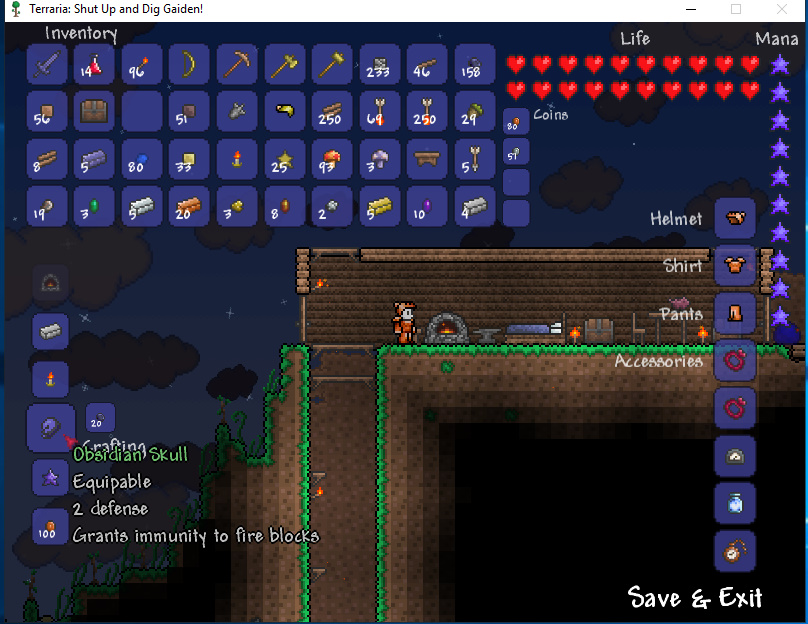 Terraria: Shut Up and Dig Gaiden!
Inventory
Life
Mana
14
96
233
46
158
56
51
250
69
250
29
Coins
80
8
5
80
33
25
93
3
5
59
19
3
5
20
3
8
2
5
10
4
Helmet
Shirt
Pants
Accessories
20
Crafting
Obsidian Skull
Equipable
2 defense
Grants immunity to fire blocks
100
Save & Exit